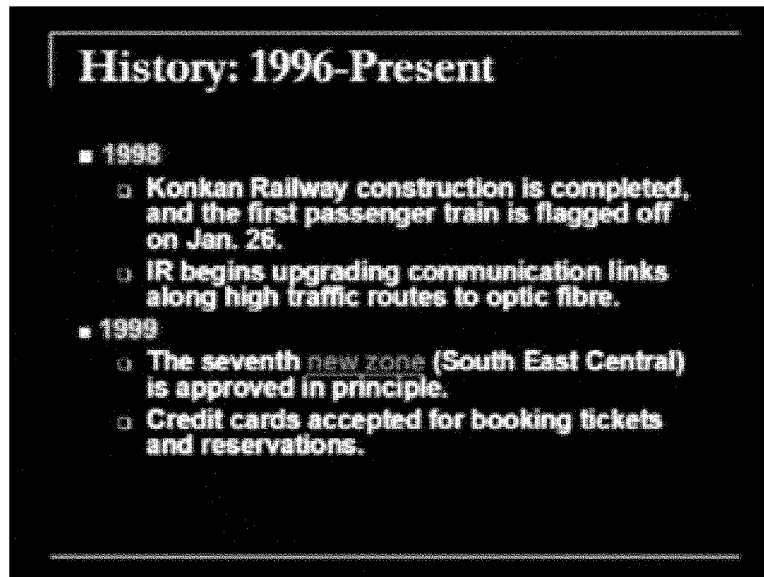 History: 1996-Present
1998
Konkan Railway construction is completed,
and the first passenger train is flagged off
on Jan. 26.
IR begins upgrading communication links
along high traffic routes to optic fibre.
1999
The seventh new zone (South East Central)
is approved in principle.
Credit cards accepted for booking tickets
and reservations.